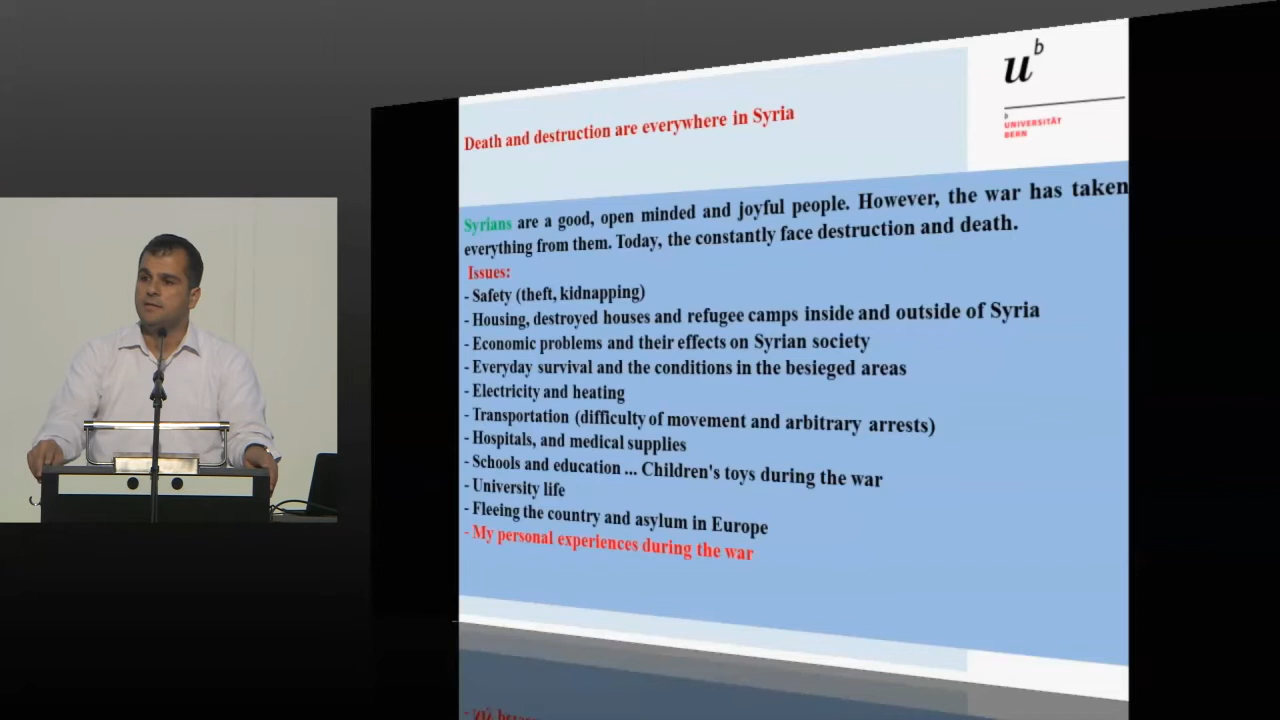 Death and destruction are everywhere in Syria
u^b
b
UNIVERSITÄT
BERN
Syrians are a good, open minded and joyful people. However, the war has taken
everything from them. Today, the constantly face destruction and death.
Issues:
- Safety (theft, kidnapping)
- Housing, destroyed houses and refugee camps inside and outside of Syria
- Economic problems and their effects on Syrian society
- Everyday survival and the conditions in the besieged areas
- Electricity and heating
- Transportation (difficulty of movement and arbitrary arrests)
- Hospitals, and medical supplies
- Schools and education ... Children's toys during the war
- University life
- Fleeing the country and asylum in Europe
- My personal experiences during the war